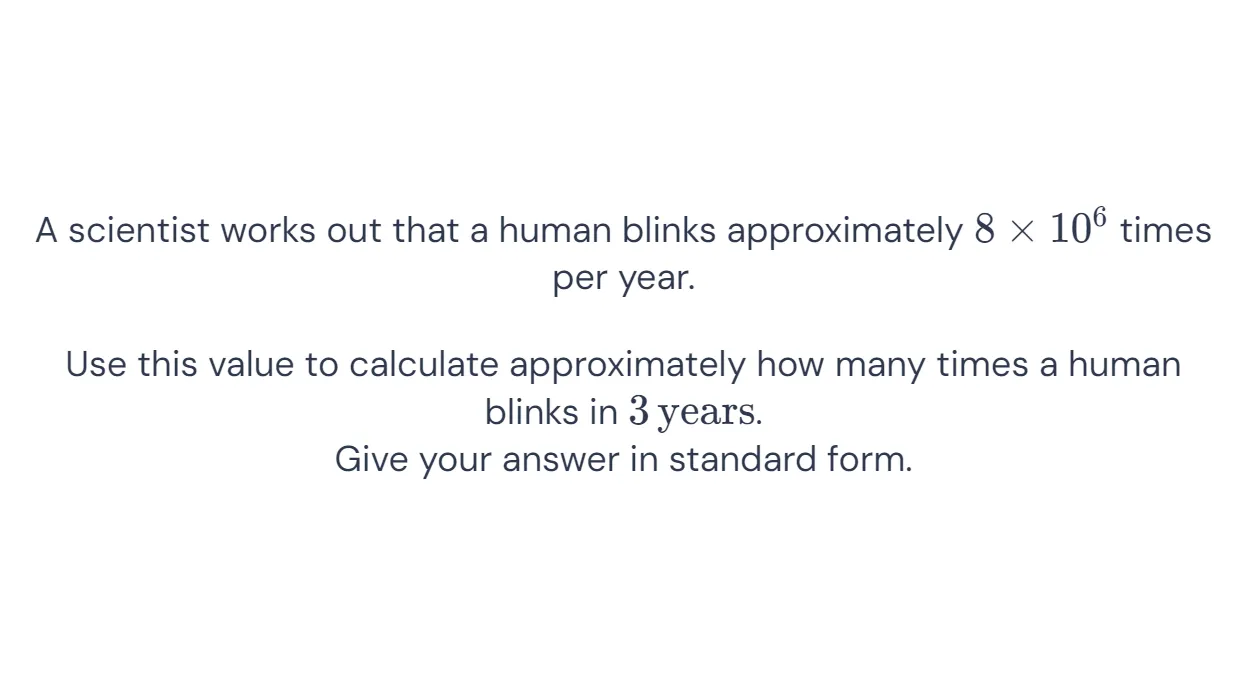 A scientist works out that a human blinks approximately 8 × 10⁶ times
per year.
Use this value to calculate approximately how many times a human
blinks in 3 years.
Give your answer in standard form.